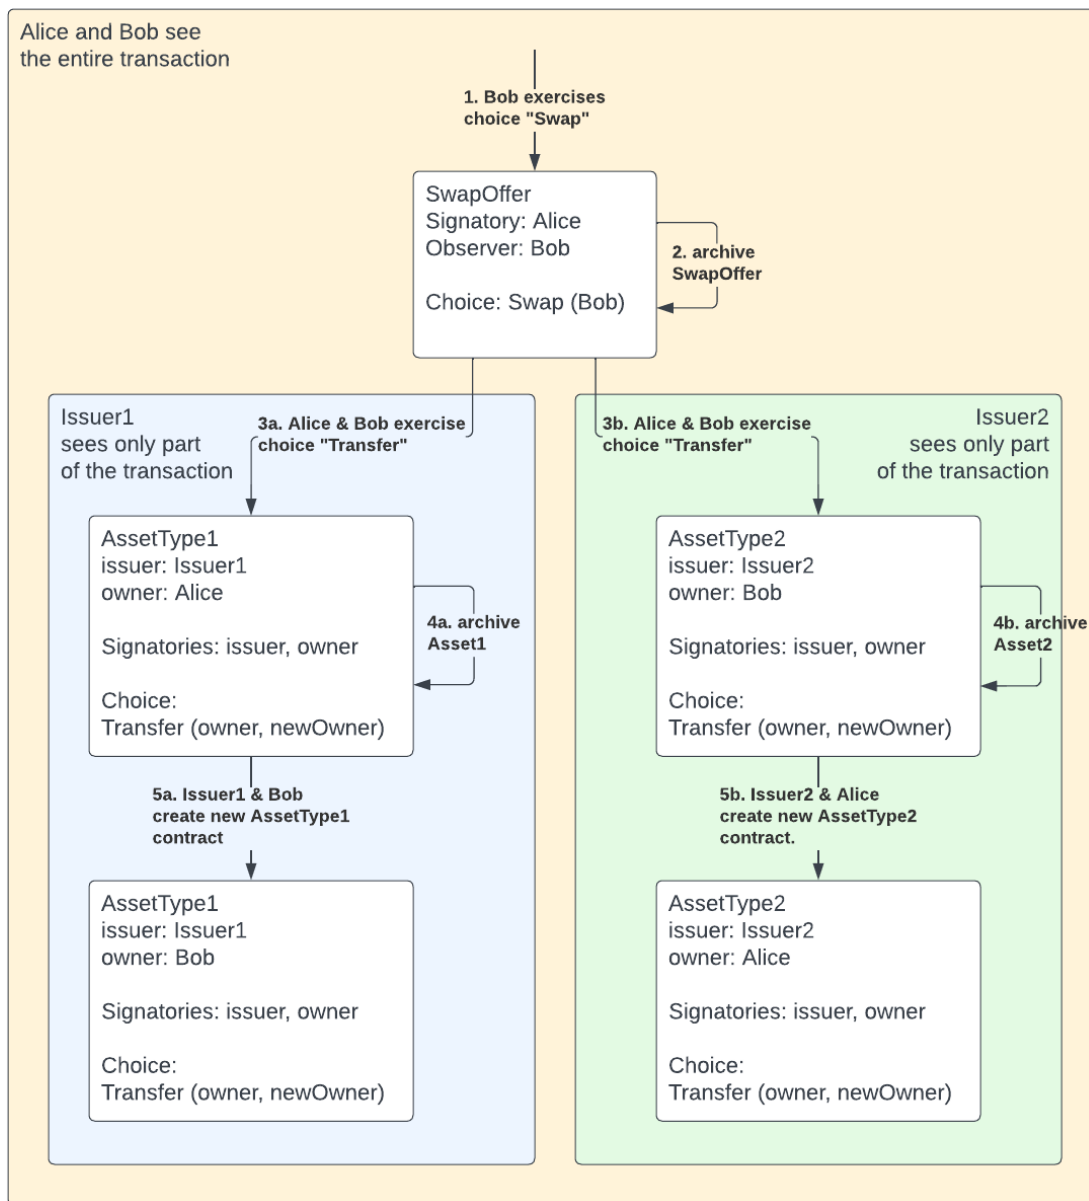 Alice and Bob see
the entire transaction
1. Bob exercises
choice "Swap"
SwapOffer
Signatory: Alice
Observer: Bob
Choice: Swap (Bob)
2. archive
SwapOffer
Issuer1
sees only part
of the transaction
3a. Alice & Bob exercise
choice "Transfer"
3b. Alice & Bob exercise
choice "Transfer"
Issuer2
sees only part
of the transaction
AssetType1
issuer: Issuer1
owner: Alice
Signatories: issuer, owner
Choice:
Transfer (owner, newOwner)
4a. archive
Asset1
AssetType2
issuer: Issuer2
owner: Bob
Signatories: issuer, owner
Choice:
Transfer (owner, newOwner)
4b. archive
Asset2
5a. Issuer1 & Bob
create new AssetType1
contract
5b. Issuer2 & Alice
create new AssetType2
contract.
AssetType1
issuer: Issuer1
owner: Bob
Signatories: issuer, owner
Choice:
Transfer (owner, newOwner)
AssetType2
issuer: Issuer2
owner: Alice
Signatories: issuer, owner
Choice:
Transfer (owner, newOwner)